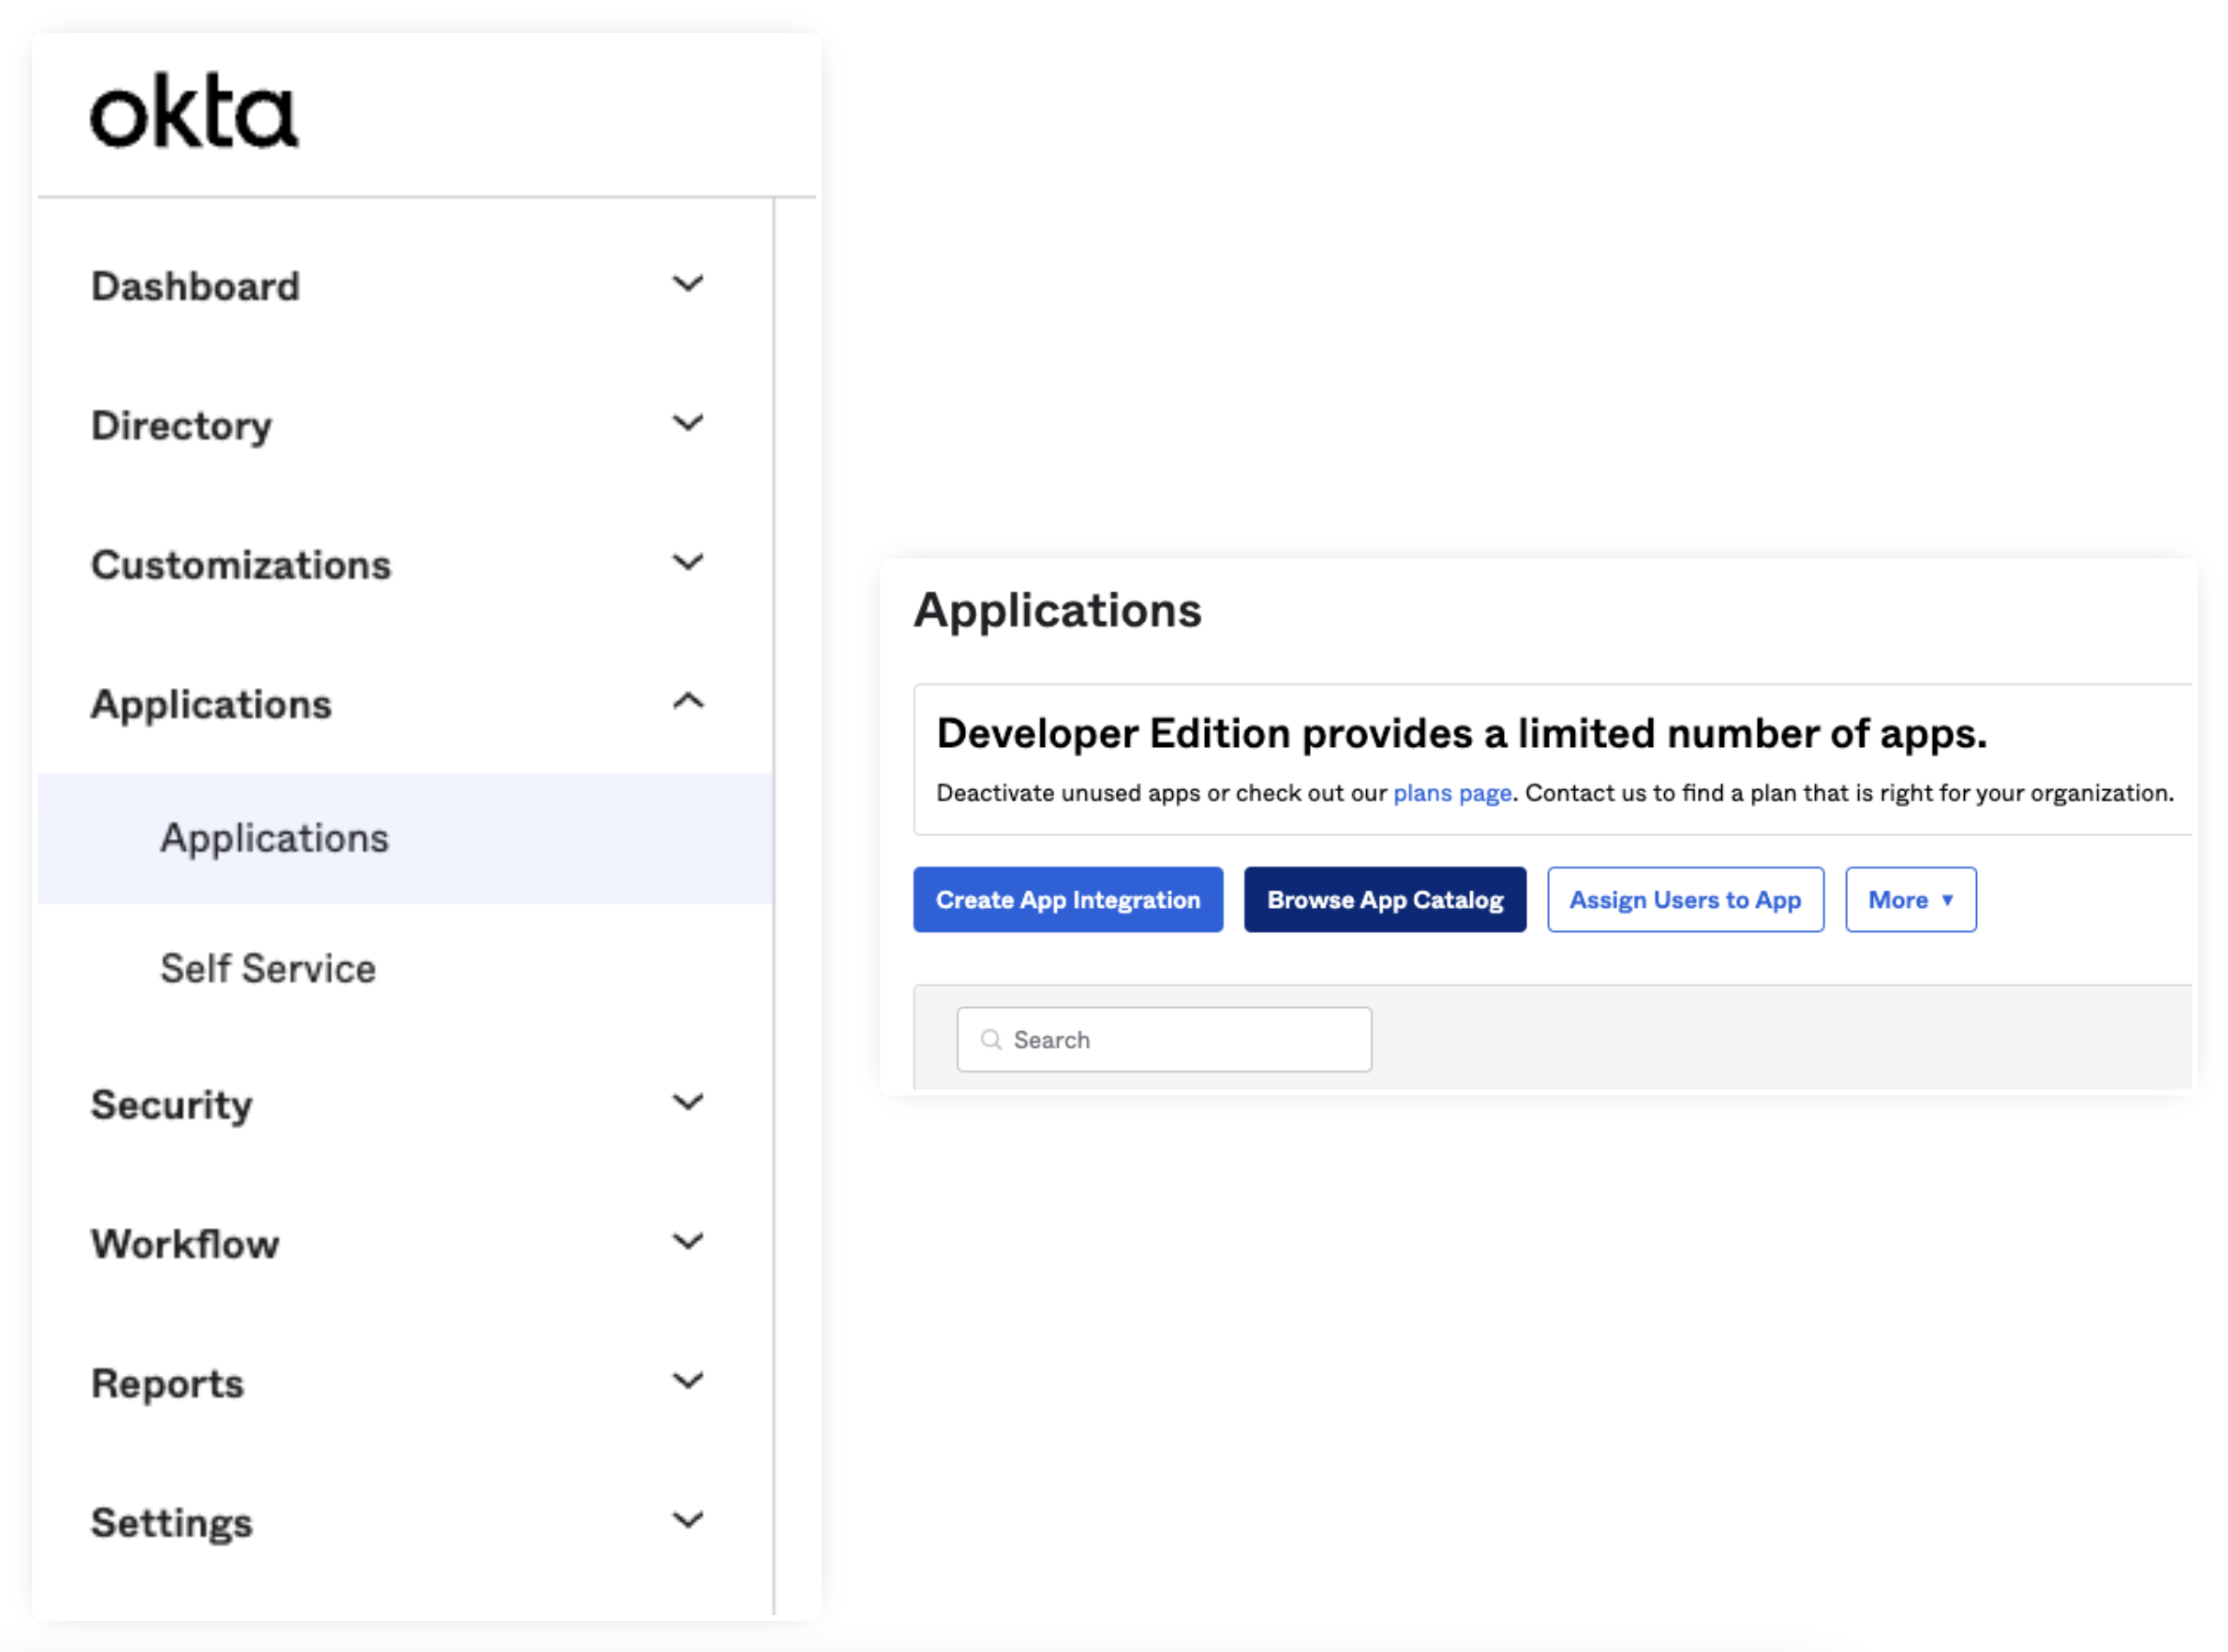 okta
Dashboard
Directory
Customizations
Applications
Applications
Self Service
Security
Workflow
Reports
Settings
Applications
Developer Edition provides a limited number of apps.
Deactivate unused apps or check out our plans page. Contact us to find a plan that is right for your organization.
Create App Integration Browse App Catalog Assign Users to App More
Search